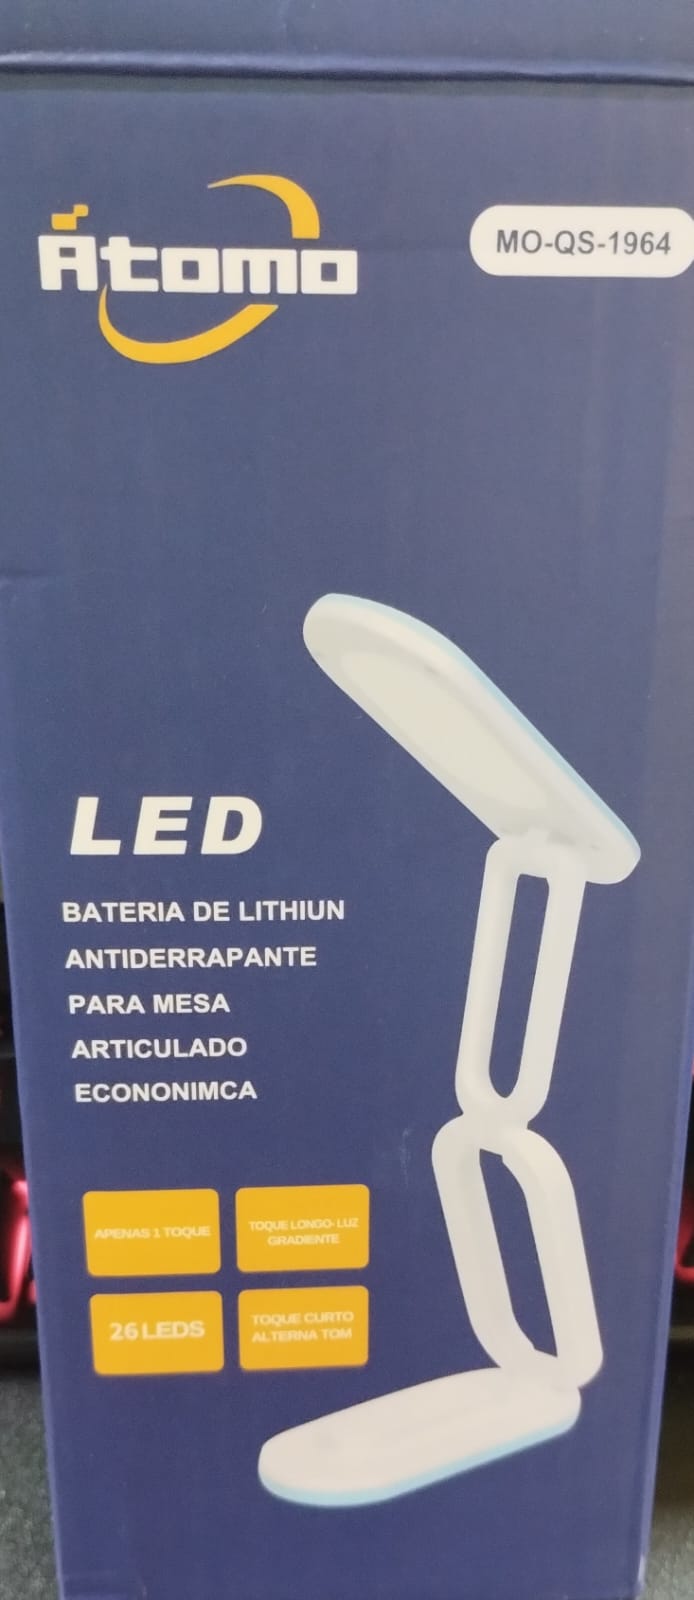 Átomo
MO-QS-1964
LED
BATERIA DE LITHIUN
ANTIDERRAPANTE
PARA MESA
ARTICULADO
ECONONIMCA
APENAS 1 TOQUE
TOQUE LONGO- LUZ
GRADIENTE
26 LEDS
TOQUE CURTO
ALTERNA TOM